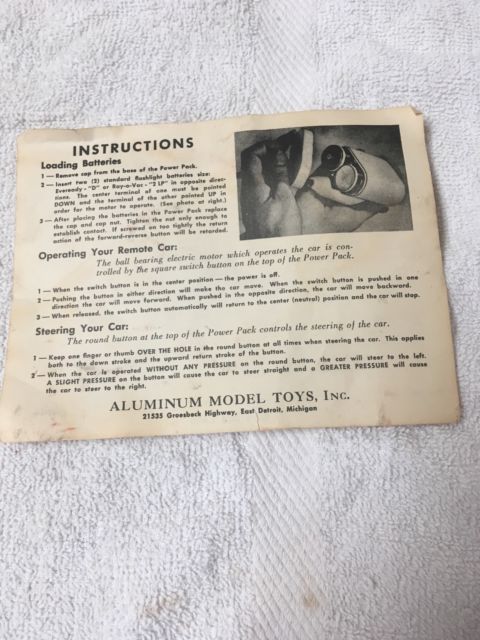 INSTRUCTIONS
Loading Batteries
1 — Remove cap from the base of the Power Pack.
2 — Insert two (2) standard flashlight batteries size:
Eveready - "D" or Ray-o-Vac - "2 LP" in opposite direc-
tions. The center terminal of one must be pointed
DOWN and the terminal of the other pointed UP in
order for the motor to operate. (See photo at right.)
3 — After placing the batteries in the Power Pack replace
the cap and cap nut. Tighten the nut only enough to
establish contact. If screwed on too tightly the return
action of the forward-reverse button will be retarded.
Operating Your Remote Car:
The ball bearing electric motor which operates the car is con-
trolled by the square switch button on the top of the Power Pack.
1 — When the switch button is in the center position — the power is off.
2 — Pushing the button in either direction will make the car move. When the switch button is pushed in one
direction the car will move forward. When pushed in the opposite direction, the car will move backward.
3 — When released, the switch button automatically will return to the center (neutral) position and the car will stop.
Steering Your Car:
The round button at the top of the Power Pack controls the steering of the car.
1 — Keep one finger or thumb OVER THE HOLE in the round button at all times when steering the car. This applies
both to the down stroke and the upward return stroke of the button.
2 — When the car is operated WITHOUT ANY PRESSURE on the round button, the car will steer to the left.
A SLIGHT PRESSURE on the button will cause the car to steer straight and a GREATER PRESSURE will cause
the car to steer to the right.
ALUMINUM MODEL TOYS, INC.
21535 Groesbeck Highway, East Detroit, Michigan